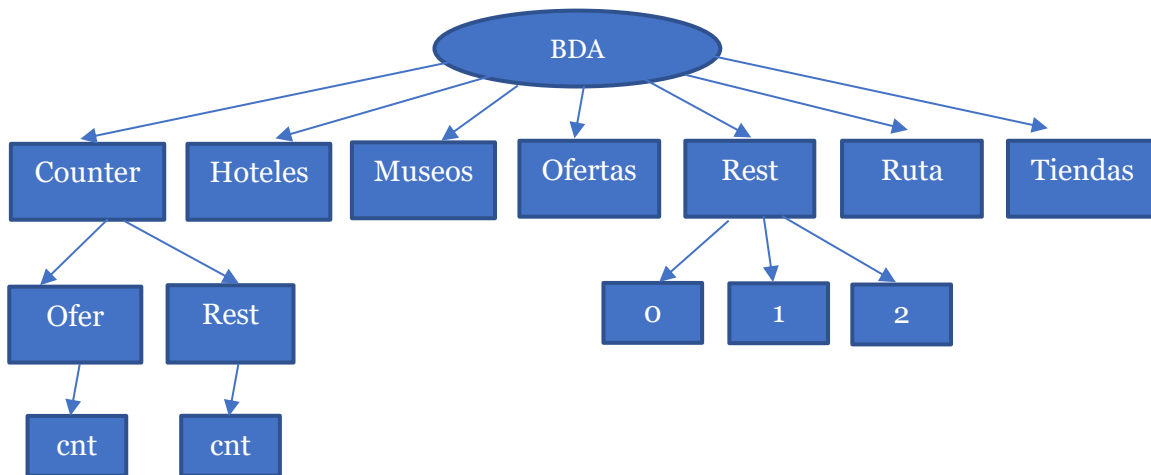 BDA
Counter
Hoteles
Museos
Ofertas
Rest
Ruta
Tiendas
Ofer
Rest
0
1
2
cnt
cnt